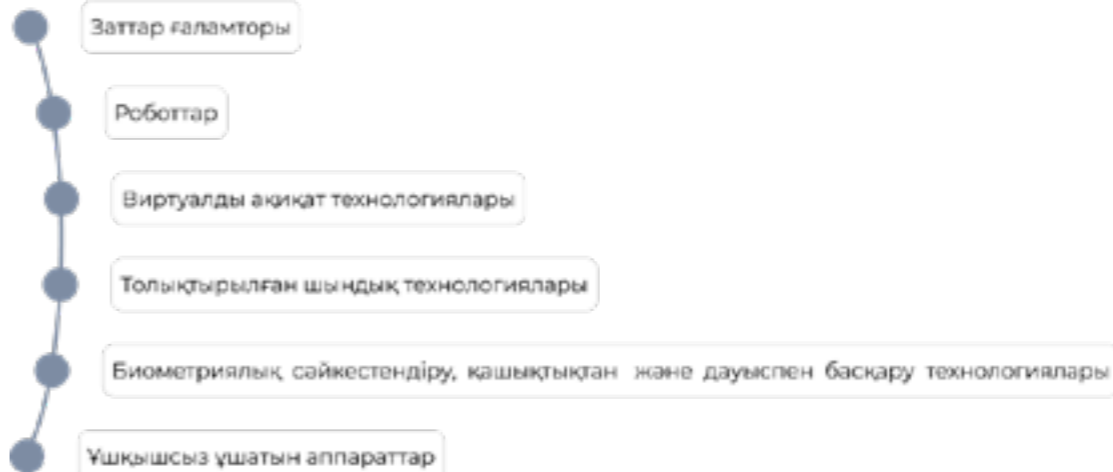 Заттар ғаламторы
Роботтар
Виртуалды ақиқат технологиялары
Толықтырылған шындық технологиялары
Биометриялық сәйкестендіру, қашықтықтан және дауыспен басқару технологиялары
Ұшқышсыз ұшатын аппараттар